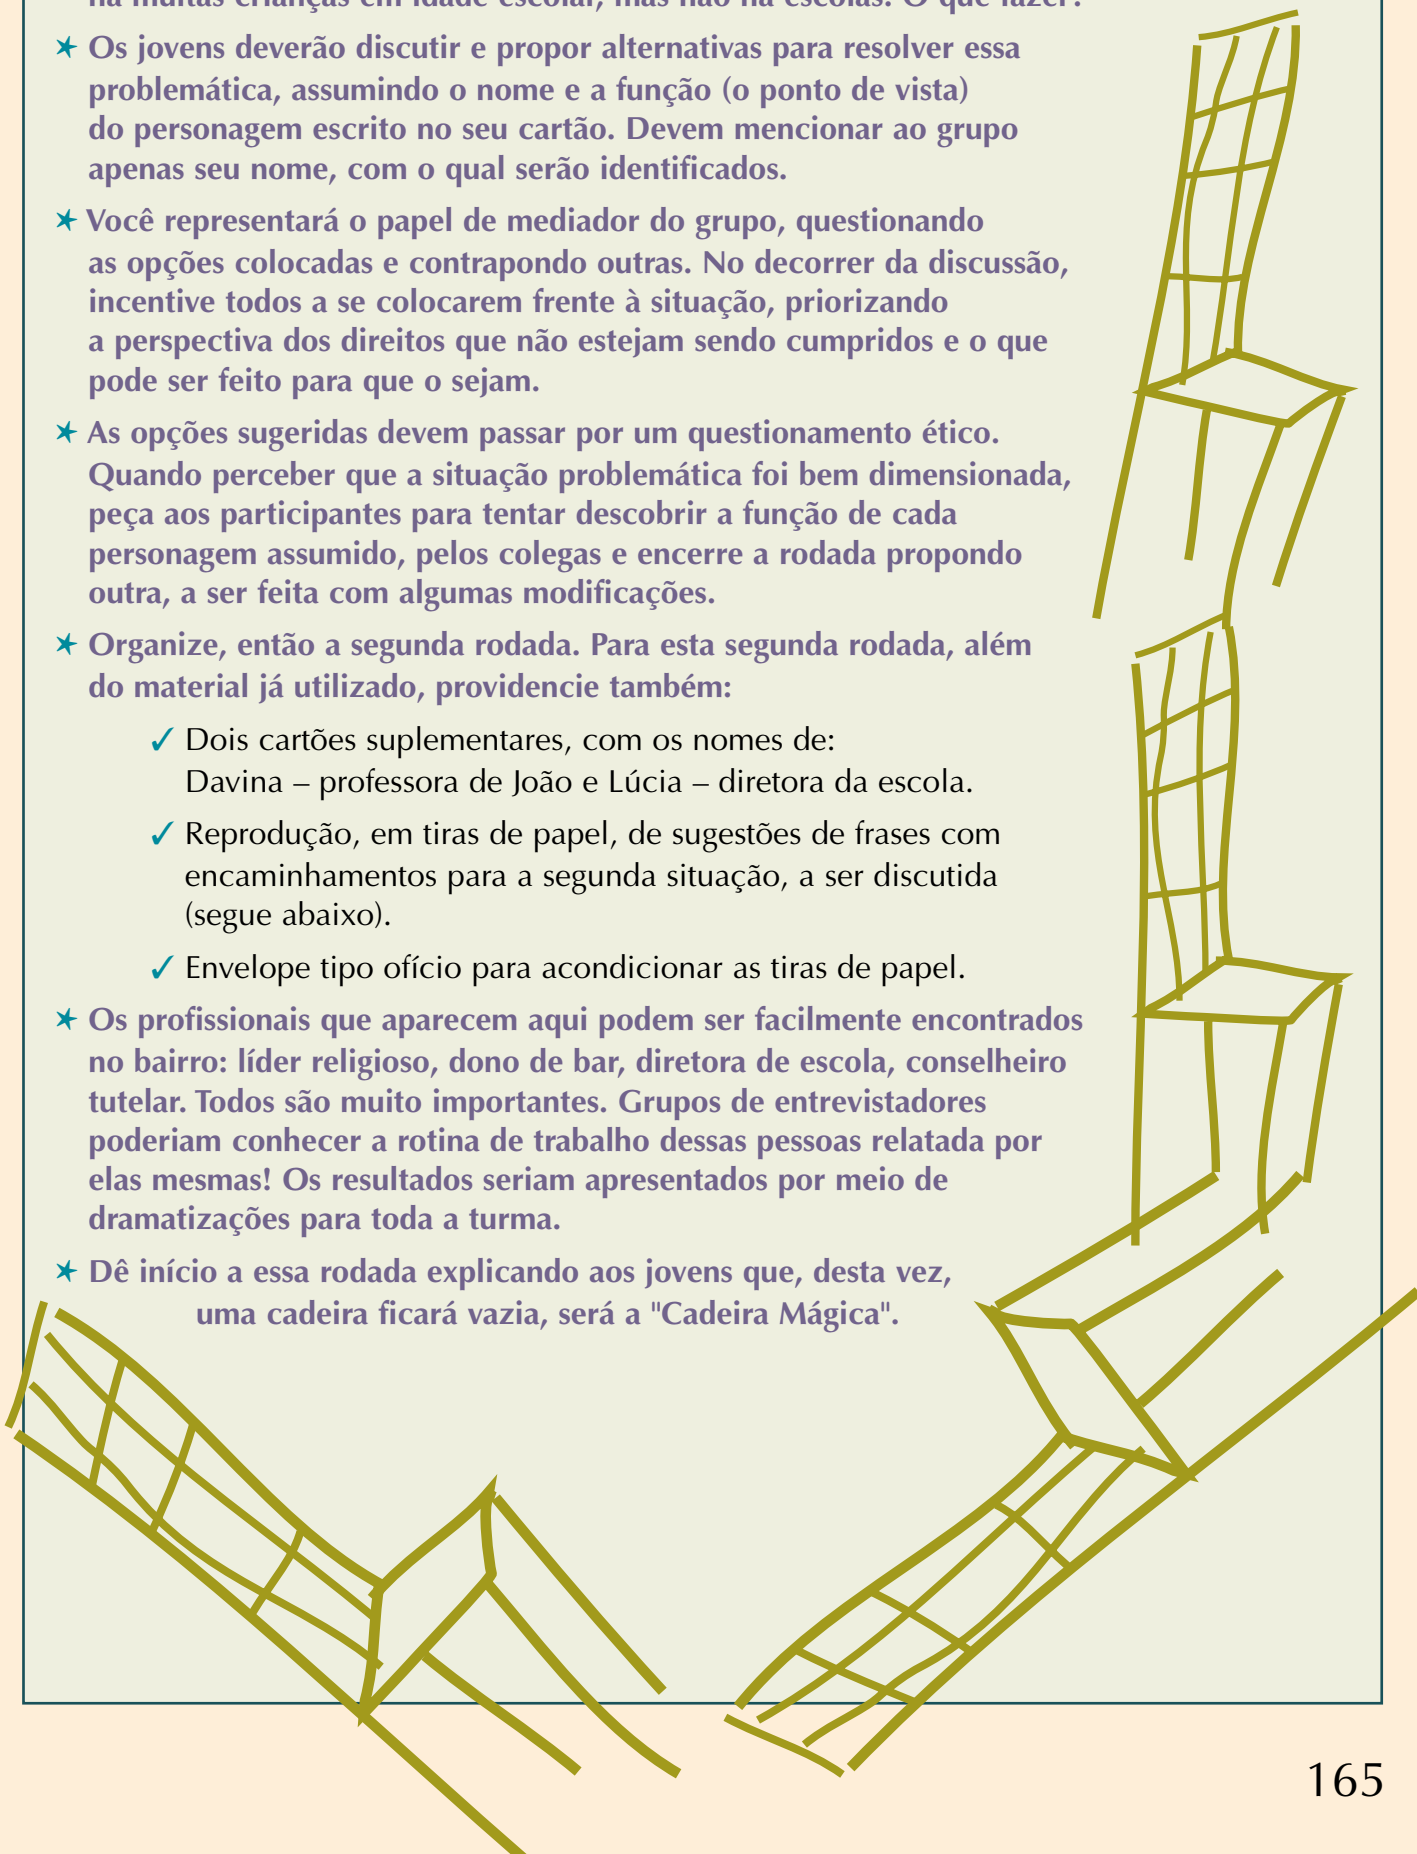 há muitas crianças em idade escolar, mas não há escolas. O que fazer?
✶ Os jovens deverão discutir e propor alternativas para resolver essa
problemática, assumindo o nome e a função (o ponto de vista)
do personagem escrito no seu cartão. Devem mencionar ao grupo
apenas seu nome, com o qual serão identificados.
✶ Você representará o papel de mediador do grupo, questionando
as opções colocadas e contrapondo outras. No decorrer da discussão,
incentive todos a se colocarem frente à situação, priorizando
a perspectiva dos direitos que não estejam sendo cumpridos e o que
pode ser feito para que o sejam.
✶ As opções sugeridas devem passar por um questionamento ético.
Quando perceber que a situação problemática foi bem dimensionada,
peça aos participantes para tentar descobrir a função de cada
personagem assumido, pelos colegas e encerre a rodada propondo
outra, a ser feita com algumas modificações.
✶ Organize, então a segunda rodada. Para esta segunda rodada, além
do material já utilizado, providencie também:
✓ Dois cartões suplementares, com os nomes de:
Davina – professora de João e Lúcia – diretora da escola.
✓ Reprodução, em tiras de papel, de sugestões de frases com
encaminhamentos para a segunda situação, a ser discutida
(segue abaixo).
✓ Envelope tipo ofício para acondicionar as tiras de papel.
✶ Os profissionais que aparecem aqui podem ser facilmente encontrados
no bairro: líder religioso, dono de bar, diretora de escola, conselheiro
tutelar. Todos são muito importantes. Grupos de entrevistadores
poderiam conhecer a rotina de trabalho dessas pessoas relatada por
elas mesmas! Os resultados seriam apresentados por meio de
dramatizações para toda a turma.
✶ Dê início a essa rodada explicando aos jovens que, desta vez,
uma cadeira ficará vazia, será a "Cadeira Mágica".
165